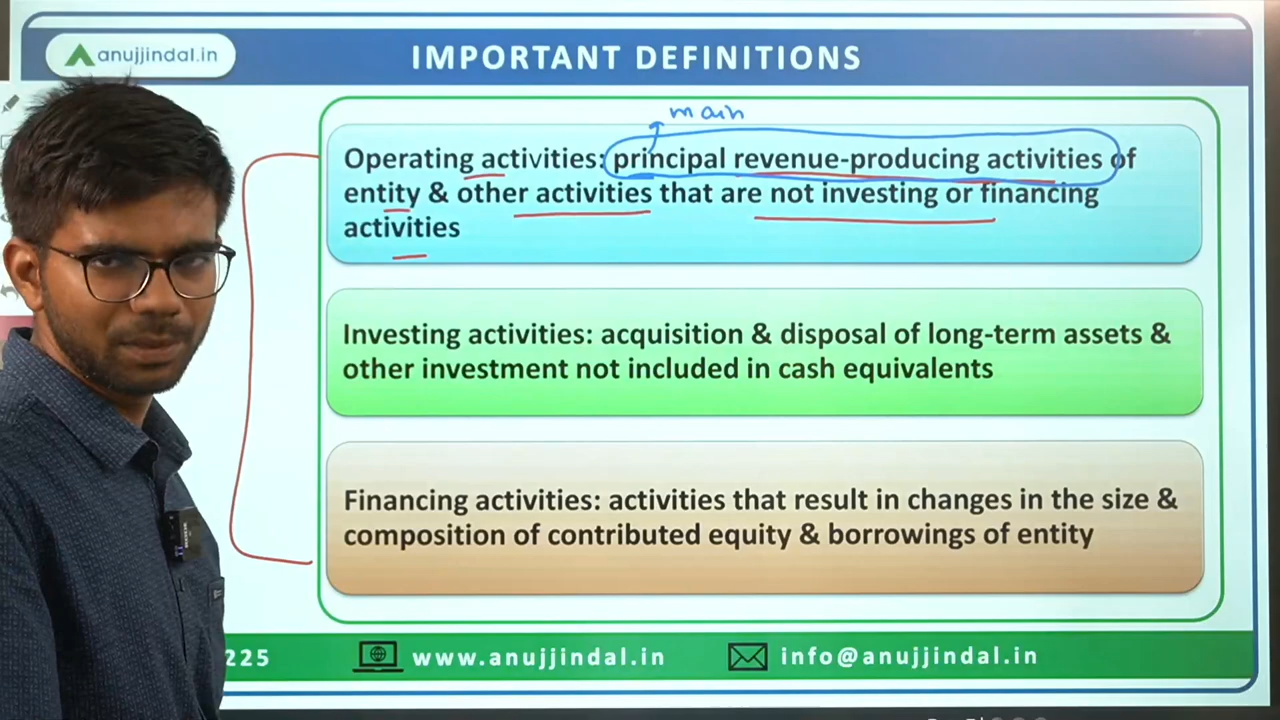 anujjindal.in
IMPORTANT DEFINITIONS
main
Operating activities: principal revenue-producing activities of
entity & other activities that are not investing or financing
activities
Investing activities: acquisition & disposal of long-term assets &
other investment not included in cash equivalents
Financing activities: activities that result in changes in the size &
composition of contributed equity & borrowings of entity
225
www.anujjindal.in
info@anujjindal.in